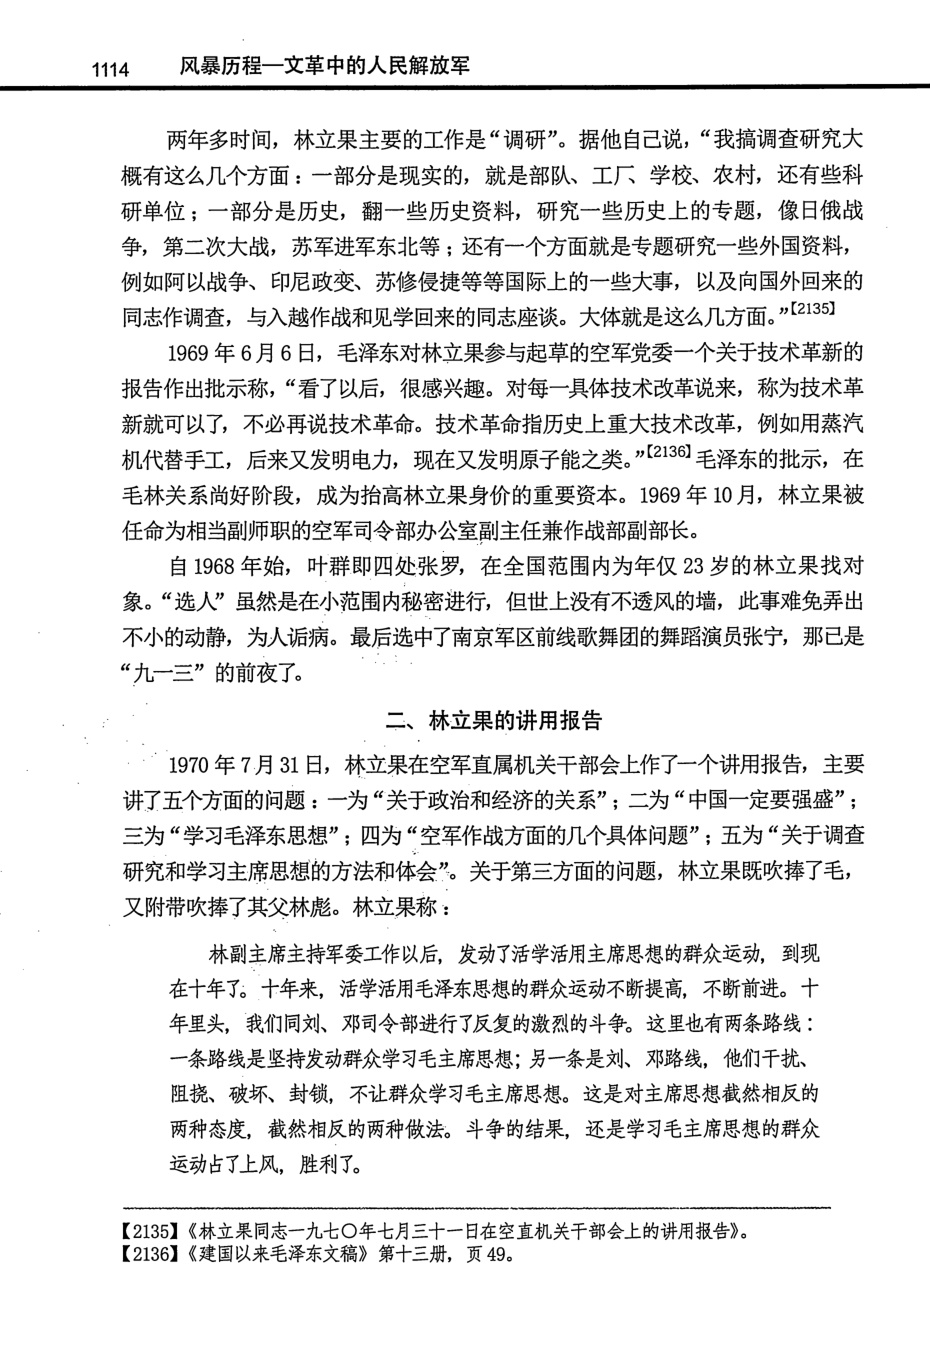 1114 风暴历程—文革中的人民解放军
两年多时间，林立果主要的工作是“调研”。据他自己说，“我搞调查研究大
概有这么几个方面：一部分是现实的，就是部队、工厂、学校、农村，还有些科
研单位；一部分是历史，翻一些历史资料，研究一些历史上的专题，像日俄战
争，第二次大战，苏军进军东北等；还有一个方面就是专题研究一些外国资料，
例如阿以战争、印尼政变、苏修侵捷等等国际上的一些大事，以及向国外回来的
同志作调查，与入越作战和见学回来的同志座谈。大体就是这么几方面。”【2135】
1969 年 6 月 6 日，毛泽东对林立果参与起草的空军党委一个关于技术革新的
报告作出批示称，“看了以后，很感兴趣。对每一具体技术改革说来，称为技术革
新就可以了，不必再说技术革命。技术革命指历史上重大技术改革，例如用蒸汽
机代替手工，后来又发明电力，现在又发明原子能之类。”【2136】毛泽东的批示，在
毛林关系尚好阶段，成为抬高林立果身价的重要资本。1969 年 10 月，林立果被
任命为相当副师职的空军司令部办公室副主任兼作战部副部长。
自 1968 年始，叶群即四处张罗，在全国范围内为年仅 23 岁的林立果找对
象。“选人”虽然是在小范围内秘密进行，但世上没有不透风的墙，此事难免弄出
不小的动静，为人诟病。最后选中了南京军区前线歌舞团的舞蹈演员张宁，那已是
“九一三”的前夜了。
二、林立果的讲用报告
1970 年 7 月 31 日，林立果在空军直属机关干部会上作了一个讲用报告，主要
讲了五个方面的问题：一为“关于政治和经济的关系”；二为“中国一定要强盛”；
三为“学习毛泽东思想”；四为“空军作战方面的几个具体问题”；五为“关于调查
研究和学习主席思想的方法和体会”。关于第三方面的问题，林立果既吹捧了毛，
又附带吹捧了其父林彪。林立果称：
林副主席主持军委工作以后，发动了活学活用主席思想的群众运动，到现
在十年了。十年来，活学活用毛泽东思想的群众运动不断提高，不断前进。十
年里头，我们同刘、邓司令部进行了反复的激烈的斗争。这里也有两条路线：
一条路线是坚持发动群众学习毛主席思想；另一条是刘、邓路线，他们干扰、
阻挠、破坏、封锁，不让群众学习毛主席思想。这是对主席思想截然相反的
两种态度，截然相反的两种做法。斗争的结果，还是学习毛主席思想的群众
运动占了上风，胜利了。
【2135】《林立果同志一九七〇年七月三十一日在空直机关干部会上的讲用报告》。
【2136】《建国以来毛泽东文稿》第十三册，页 49。